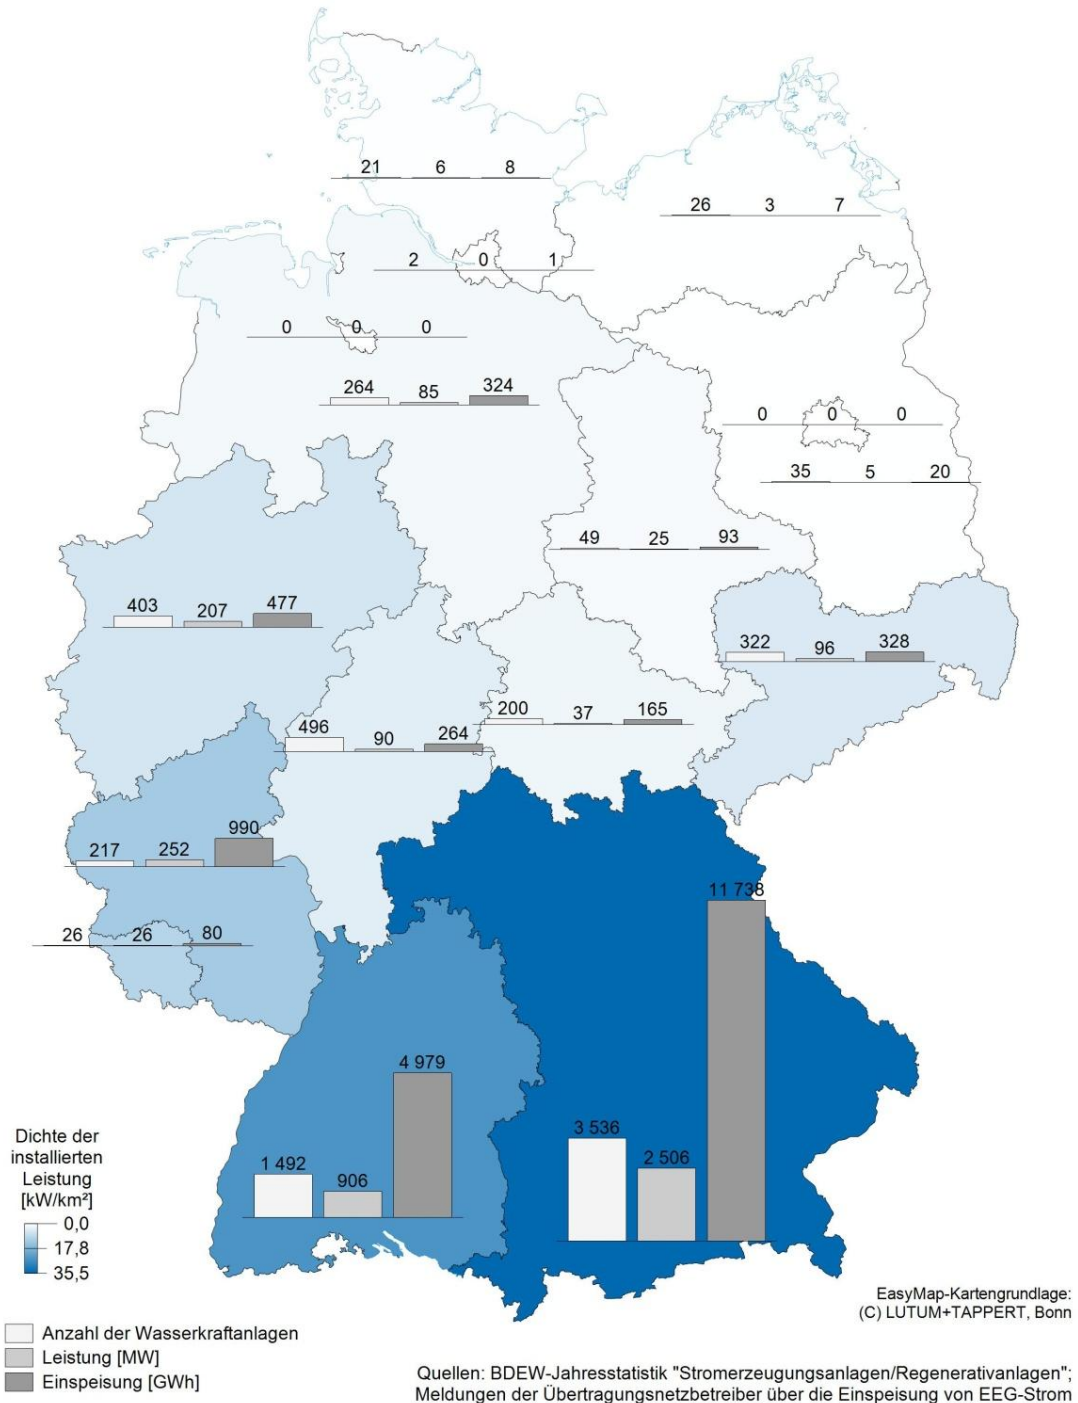 21 6 8
26 3 7
2 0 1
0 0 0
264 85 324
0 0 0
35 5 20
49 25 93
403 207 477
322 96 328
200 37 165
496 90 264
217 252 990
11 738
26 26 80
4 979
3 536
2 506
1 492
906
Dichte der
installierten
Leistung
[kW/km²]
0,0
17,8
35,5
EasyMap-Kartengrundlage:
(C) LUTUM+TAPPERT, Bonn
Anzahl der Wasserkraftanlagen
Leistung [MW]
Einspeisung [GWh]
Quellen: BDEW-Jahresstatistik "Stromerzeugungsanlagen/Regenerativanlagen";
Meldungen der Übertragungsnetzbetreiber über die Einspeisung von EEG-Strom